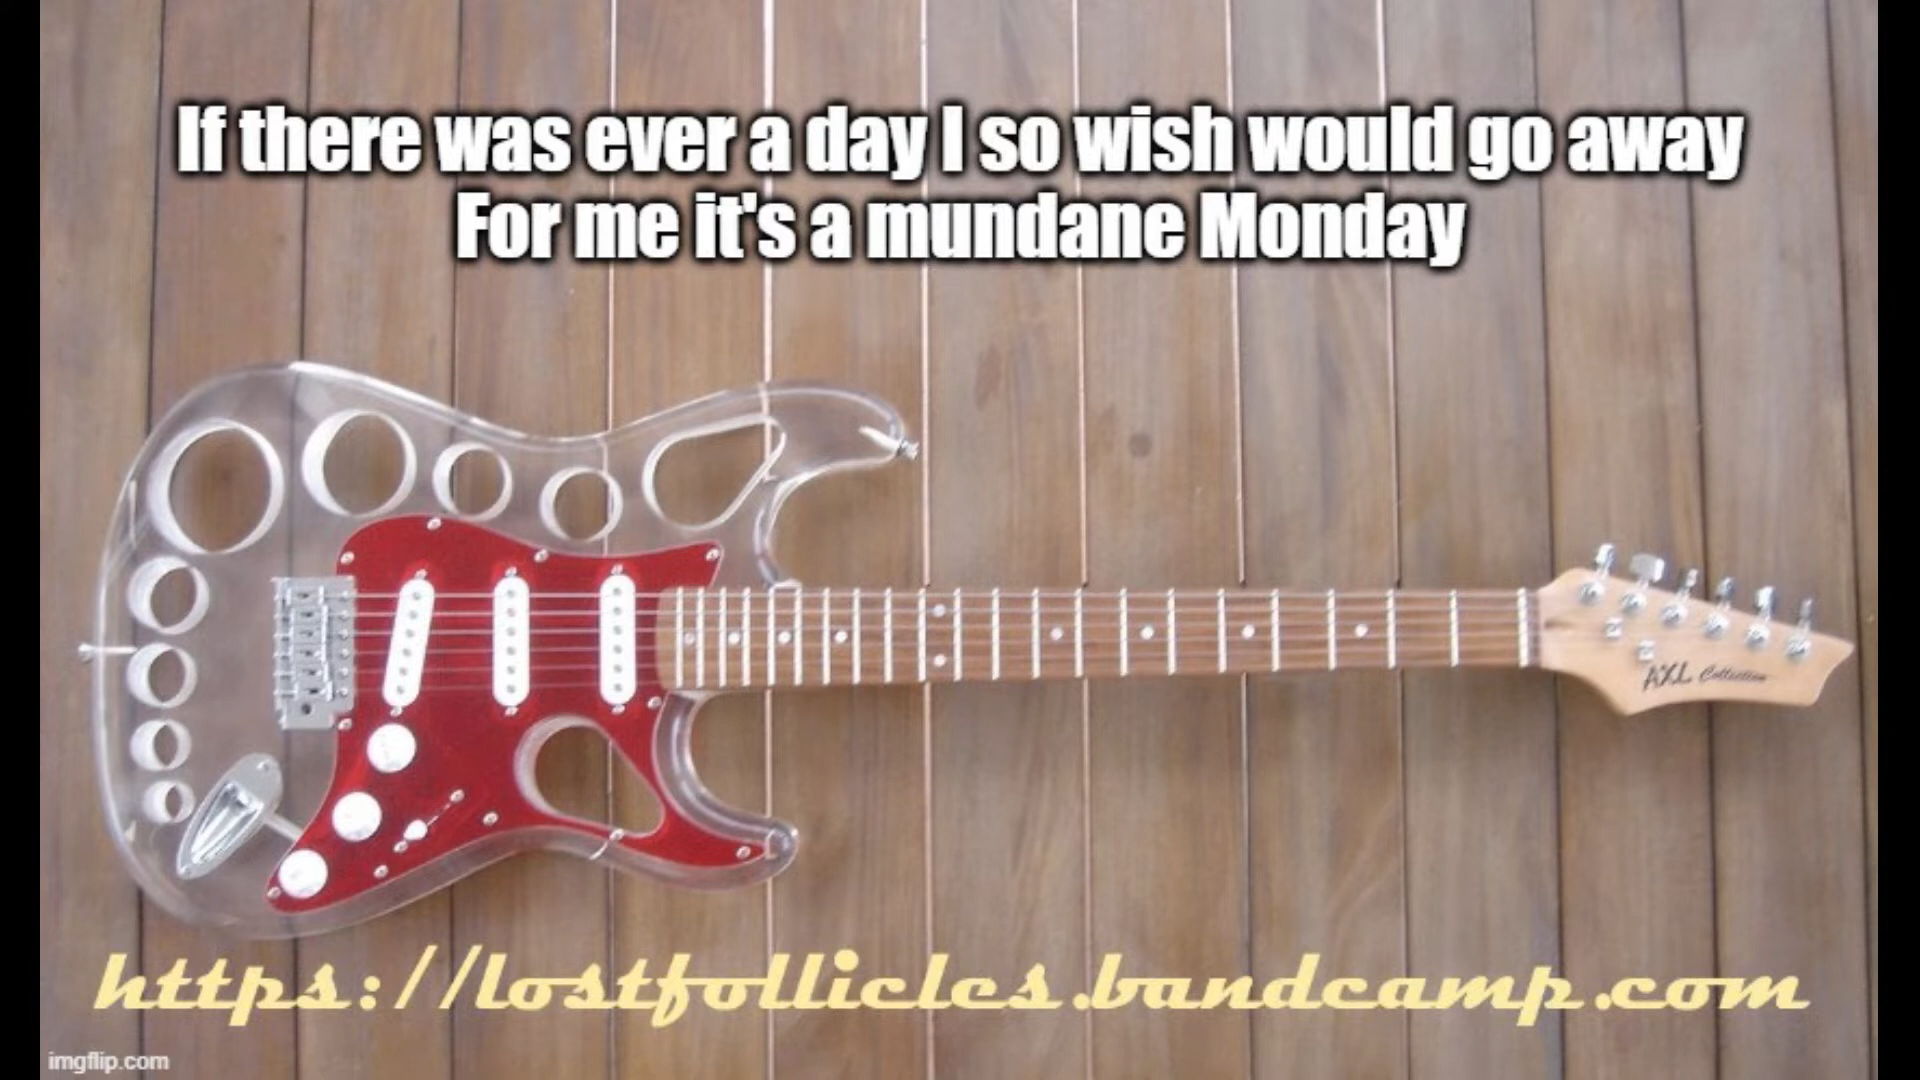 If there was ever a day I so wish would go away
For me it's a mundane Monday
AXL Collection
https://lostfollicles.bandcamp.com
imgflip.com